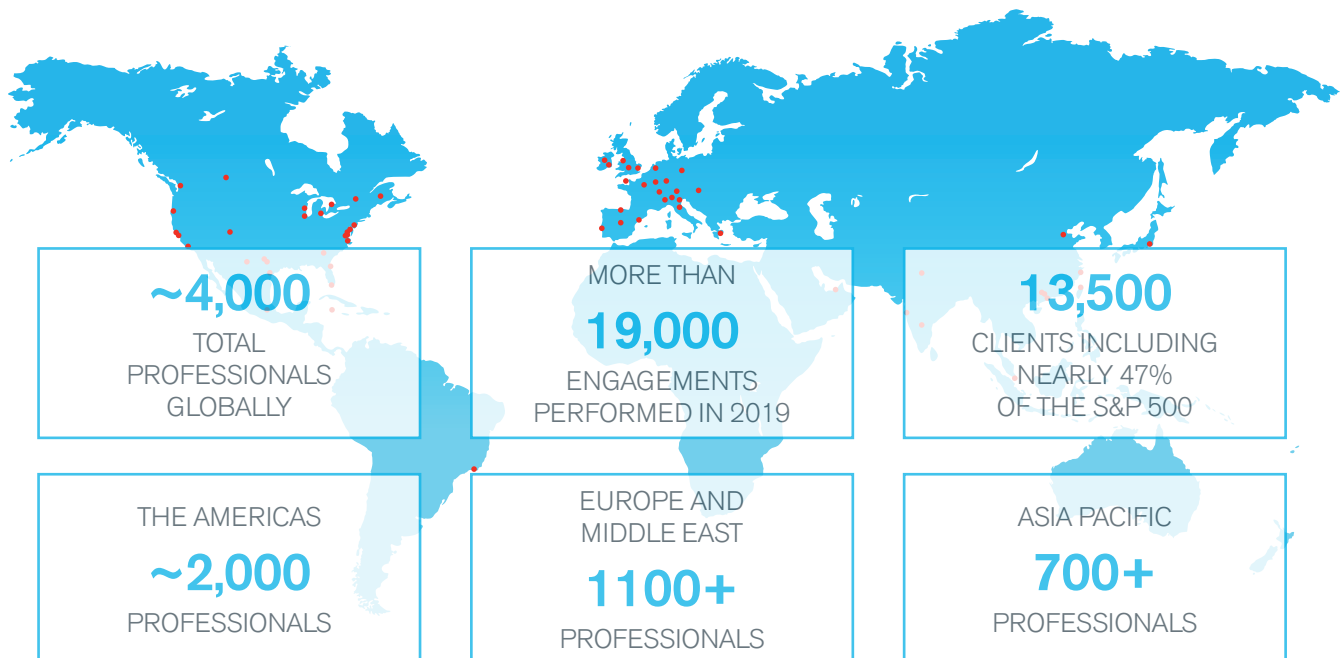 ~4,000
TOTAL
PROFESSIONALS
GLOBALLY
MORE THAN
19,000
ENGAGEMENTS
PERFORMED IN 2019
13,500
CLIENTS INCLUDING
NEARLY 47%
OF THE S&P 500
THE AMERICAS
~2,000
PROFESSIONALS
EUROPE AND
MIDDLE EAST
1100+
PROFESSIONALS
ASIA PACIFIC
700+
PROFESSIONALS